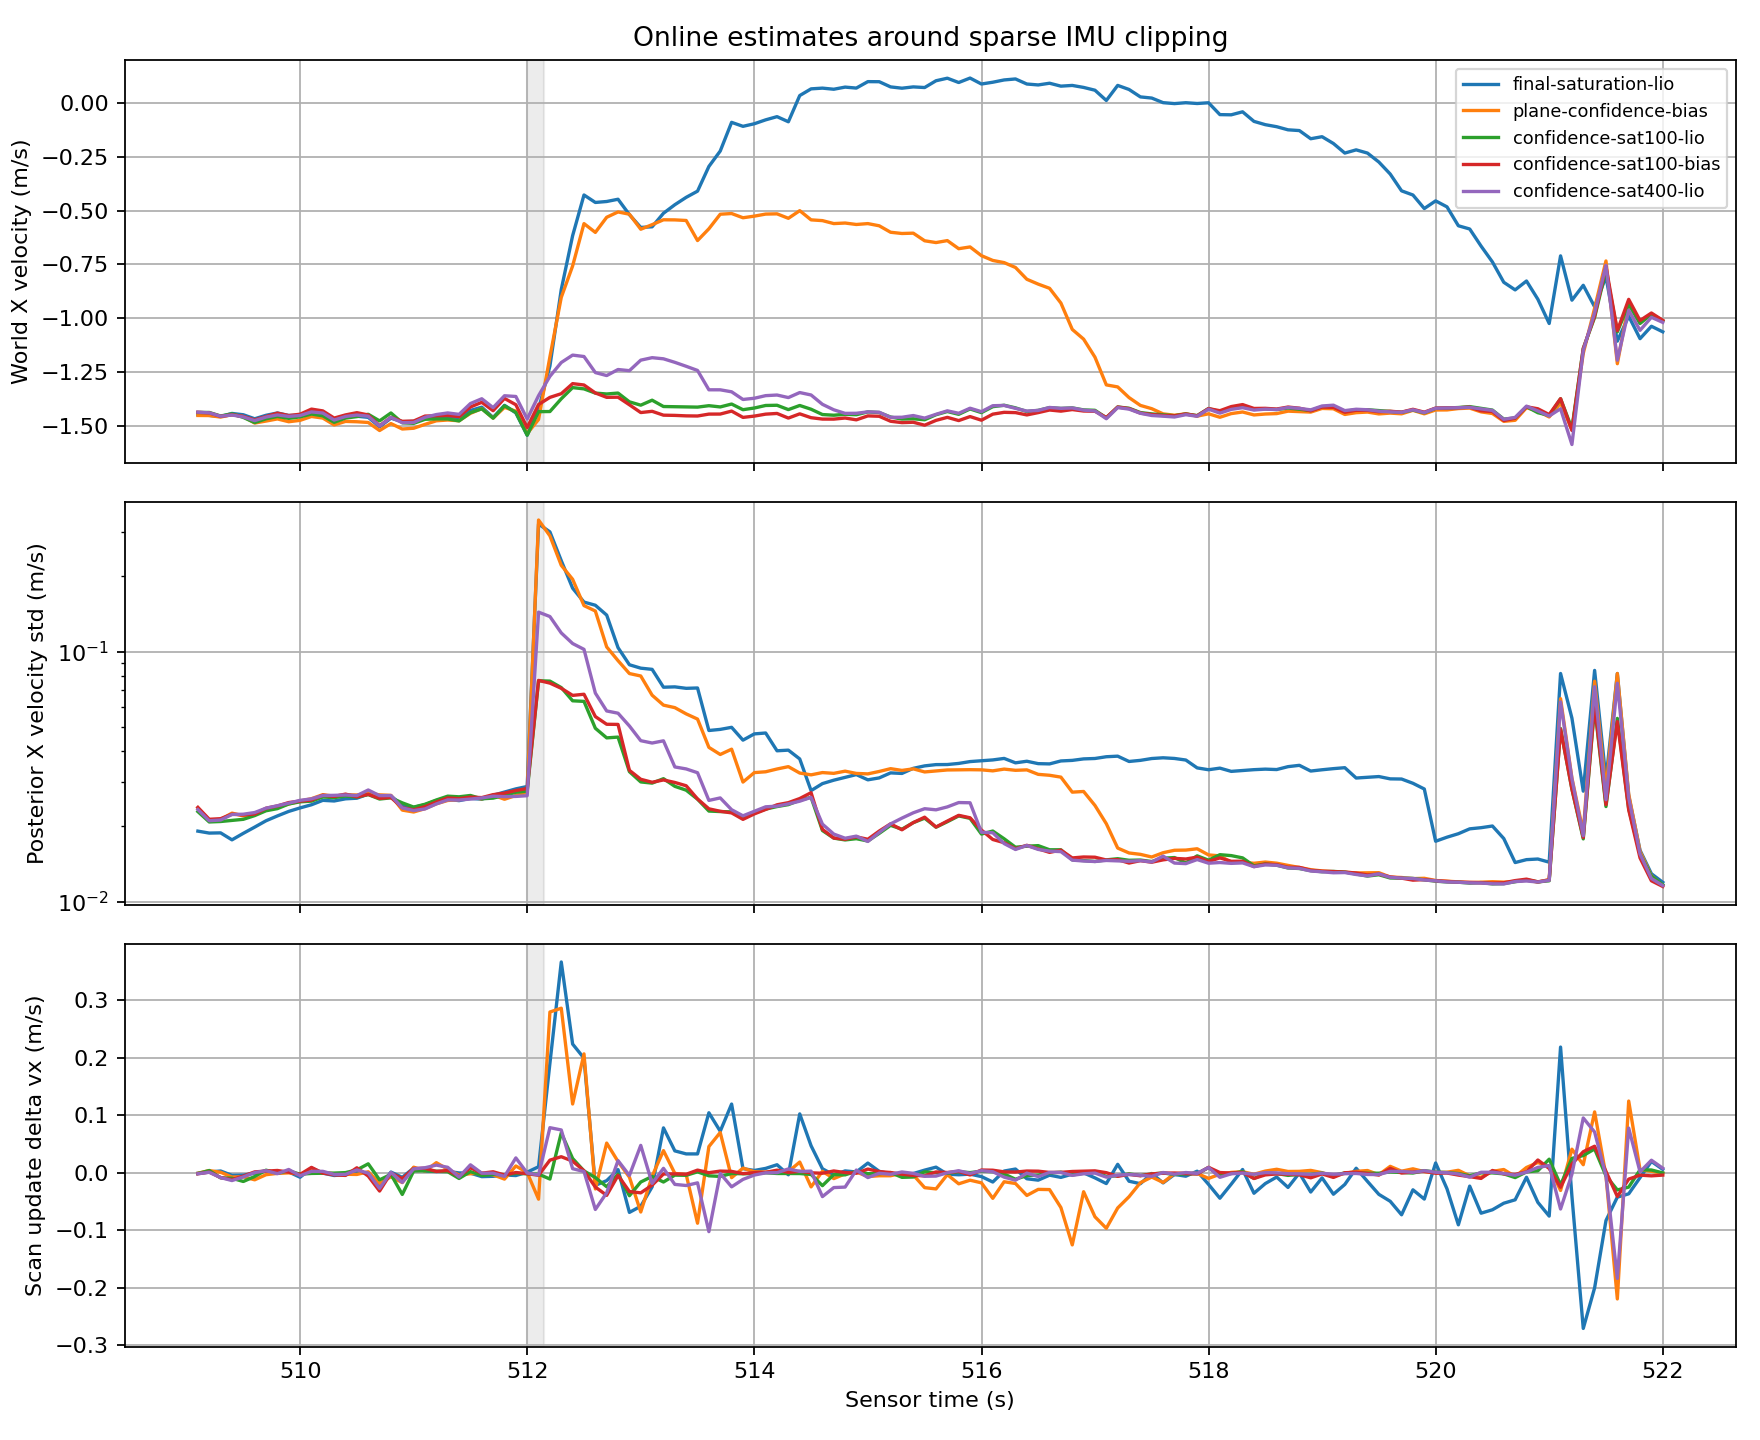 Online estimates around sparse IMU clipping
World X velocity (m/s)
0.00
−0.25
−0.50
−0.75
−1.00
−1.25
−1.50
final-saturation-lio
plane-confidence-bias
confidence-sat100-lio
confidence-sat100-bias
confidence-sat400-lio
Posterior X velocity std (m/s)
10⁻¹
10⁻²
Scan update delta vx (m/s)
0.3
0.2
0.1
0.0
−0.1
−0.2
−0.3
510 512 514 516 518 520 522
Sensor time (s)